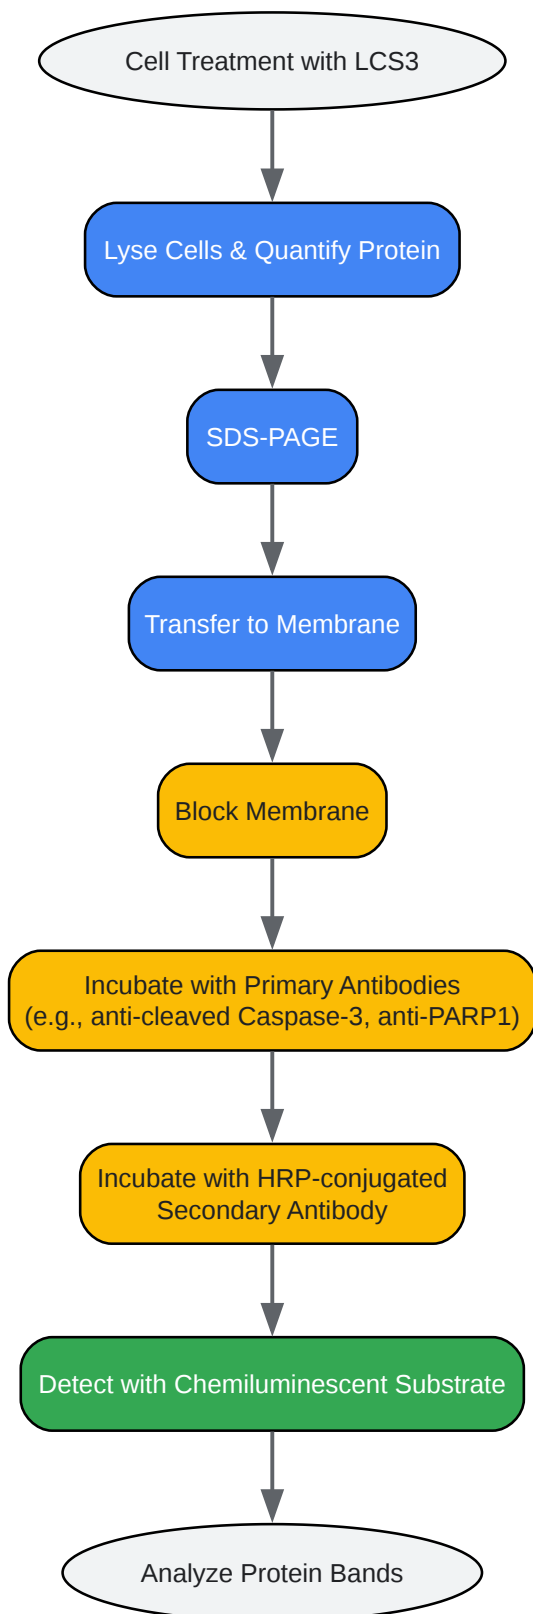 Cell Treatment with LCS3
Lyse Cells & Quantify Protein
SDS-PAGE
Transfer to Membrane
Block Membrane
Incubate with Primary Antibodies
(e.g., anti-cleaved Caspase-3, anti-PARP1)
Incubate with HRP-conjugated
Secondary Antibody
Detect with Chemiluminescent Substrate
Analyze Protein Bands